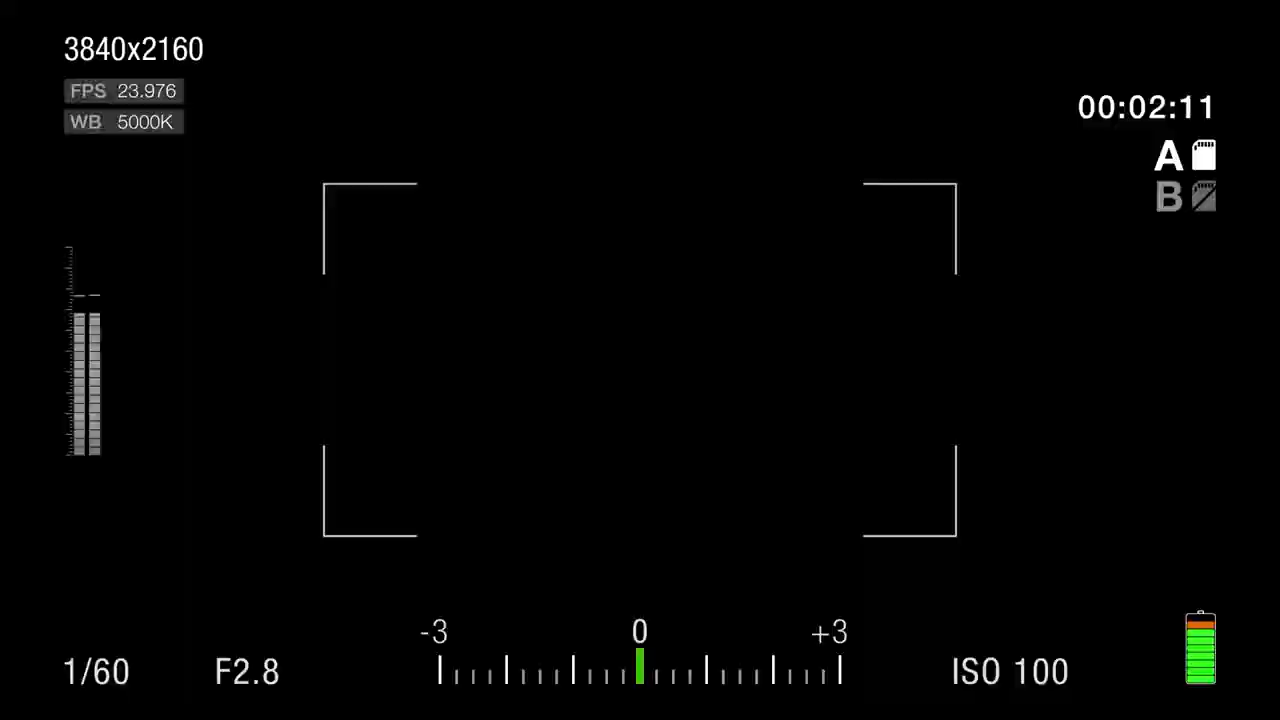 3840x2160
FPS 23.976
WB 5000K
00:02:11
A
B
-3 0 +3
1/60 F2.8 ISO 100